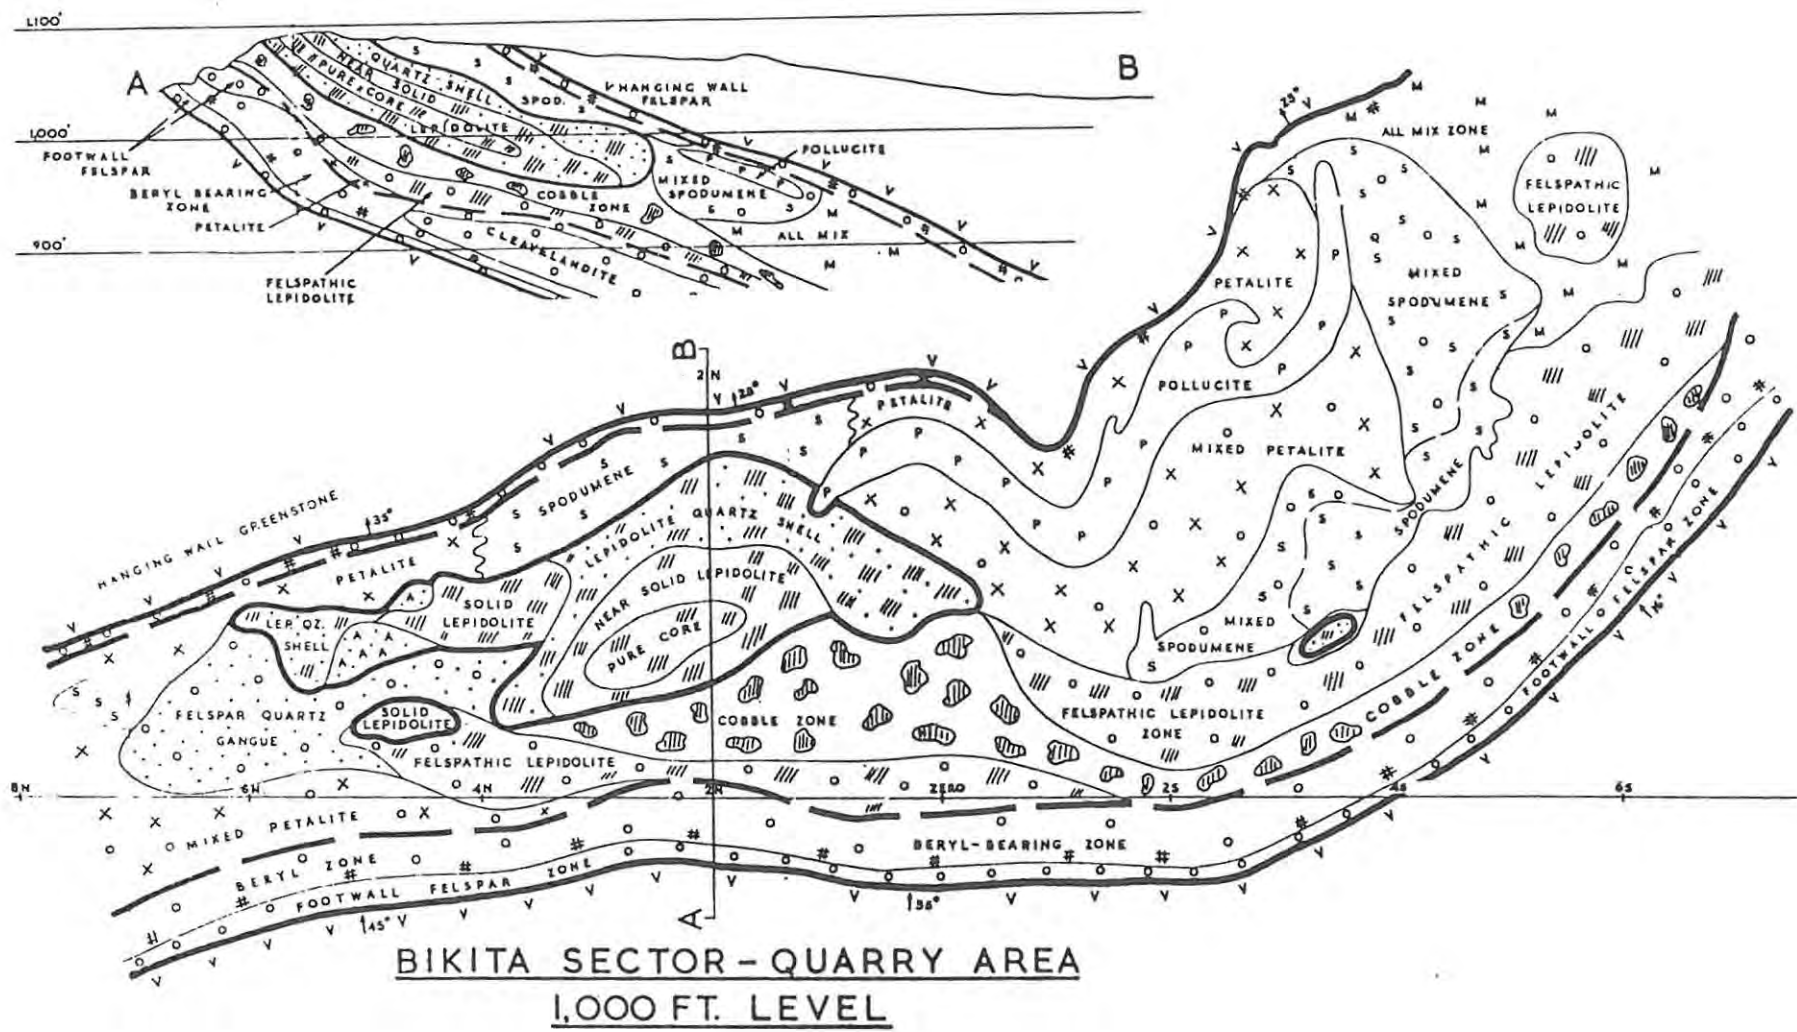 1,100'
A
B
QUARTZ-SHELL
NEAR SOLID
PURE CORE
LEPIDOLITE
SPOD.
HANGING WALL
FELSPAR
1,000'
POLLUCITE
FOOTWALL
FELSPAR
BERYL BEARING
ZONE
PETALITE
COBBLE
ZONE
MIXED
SPODUMENE
ALL MIX
CLEAVLANDITE
900'
FELSPATHIC
LEPIDOLITE
25°
ALL MIX ZONE
FELSPATHIC
LEPIDOLITE
PETALITE
MIXED
SPODUMENE
POLLUCITE
B
2N
28°
PETALITE
MIXED PETALITE
SPODUMENE
LEPIDOLITE
FELSPATHIC
HANGING WALL GREENSTONE
35°
SPODUMENE
PETALITE
LEPIDOLITE QUARTZ SHELL
SOLID
LEPIDOLITE
LEP. QZ.
SHELL
NEAR SOLID LEPIDOLITE
PURE CORE
MIXED
SPODUMENE
FELSPAR QUARTZ
GANGUE
SOLID
LEPIDOLITE
COBBLE ZONE
FELSPATHIC LEPIDOLITE
ZONE
COBBLE ZONE
FOOTWALL FELSPAR ZONE
FELSPATHIC LEPIDOLITE
8N
6N
4N
2N
ZERO
2S
4S
6S
MIXED PETALITE
BERYL ZONE
BERYL-BEARING ZONE
FOOTWALL FELSPAR ZONE
45°
A
BIKITA SECTOR-QUARRY AREA
1,000 FT. LEVEL